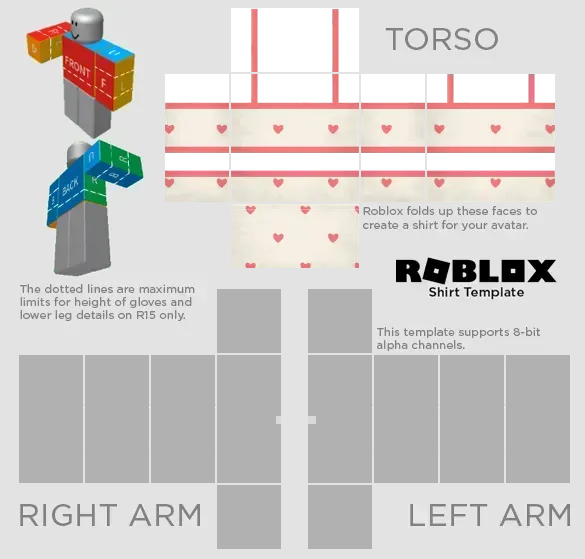 TORSO
FRONT
F
L
U
D
R
BACK
R
B
Roblox folds up these faces to
create a shirt for your avatar.
ROBLOX
Shirt Template
The dotted lines are maximum
limits for height of gloves and
lower leg details on R15 only.
This template supports 8-bit
alpha channels.
RIGHT ARM
LEFT ARM